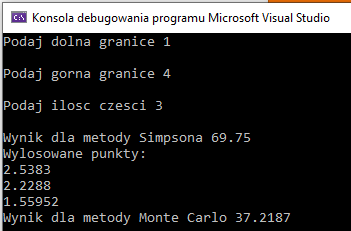 Konsola debugowania programu Microsoft Visual Studio
Podaj dolna granice 1
Podaj gorna granice 4
Podaj ilosc czesci 3
Wynik dla metody Simpsona 69.75
Wylosowane punkty:
2.5383
2.2288
1.55952
Wynik dla metody Monte Carlo 37.2187